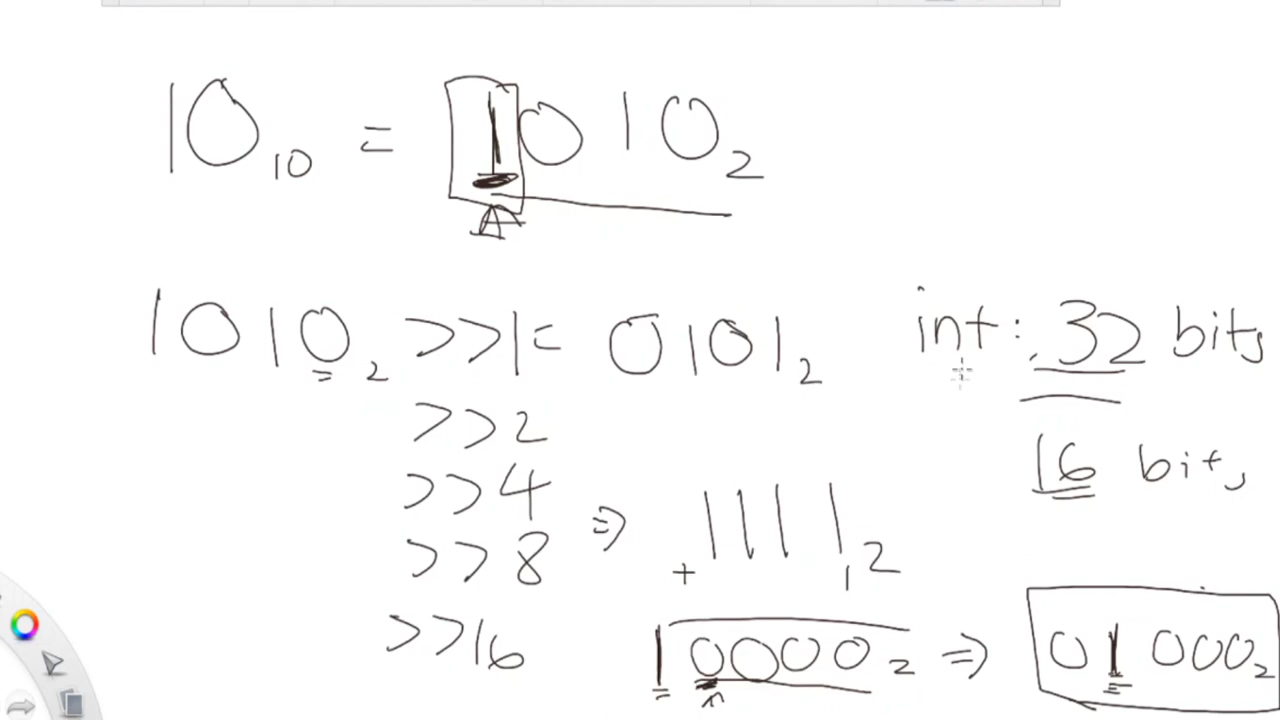 10₁₀ = 1010₂
1010₂ >>1= 0101₂
int: 32 bits
>>2
16 bits
>>4
>>8
>>16
⇒ 1111₂
+ 1
10000₂ ⇒ 01000₂